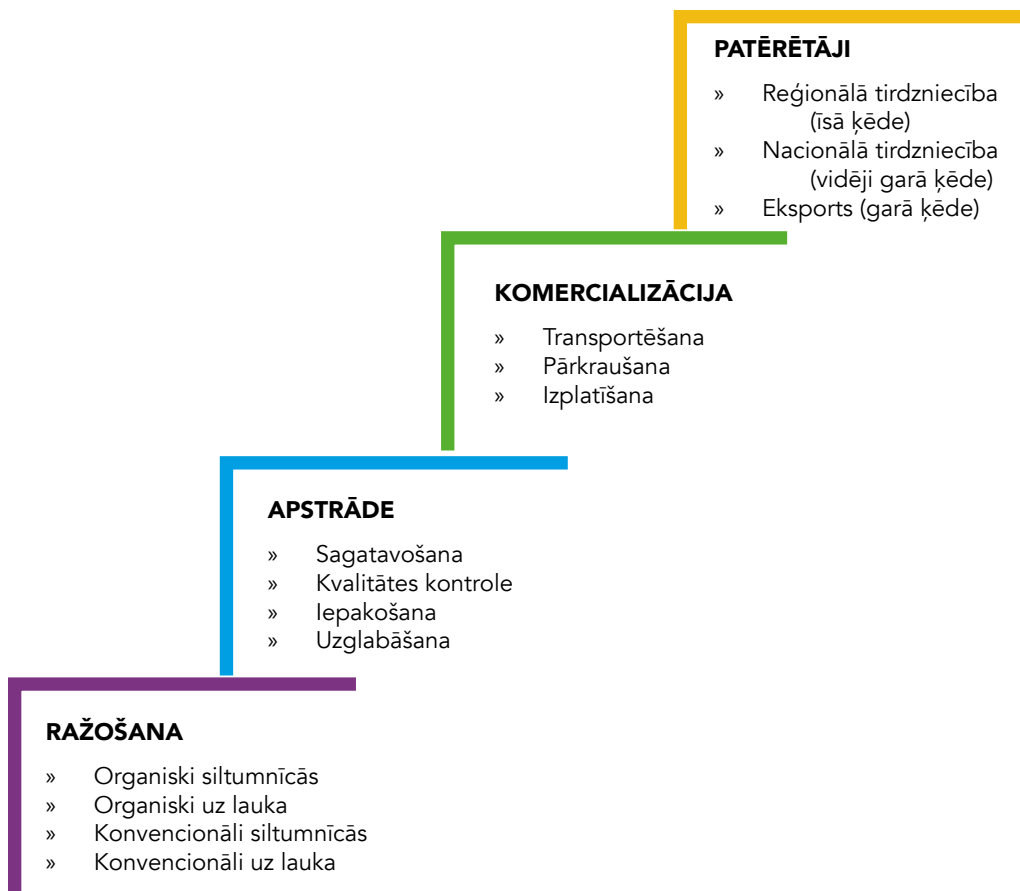 PATĒRĒTĀJI
» Reģionālā tirdzniecība
(īsā ķēde)
» Nacionālā tirdzniecība
(vidēji garā ķēde)
» Eksports (garā ķēde)
KOMERCIALIZĀCIJA
» Transportēšana
» Pārkraušana
» Izplatīšana
APSTRĀDE
» Sagatavošana
» Kvalitātes kontrole
» Iepakošana
» Uzglabāšana
RAŽOŠANA
» Organiski siltumnīcās
» Organiski uz lauka
» Konvencionāli siltumnīcās
» Konvencionāli uz lauka